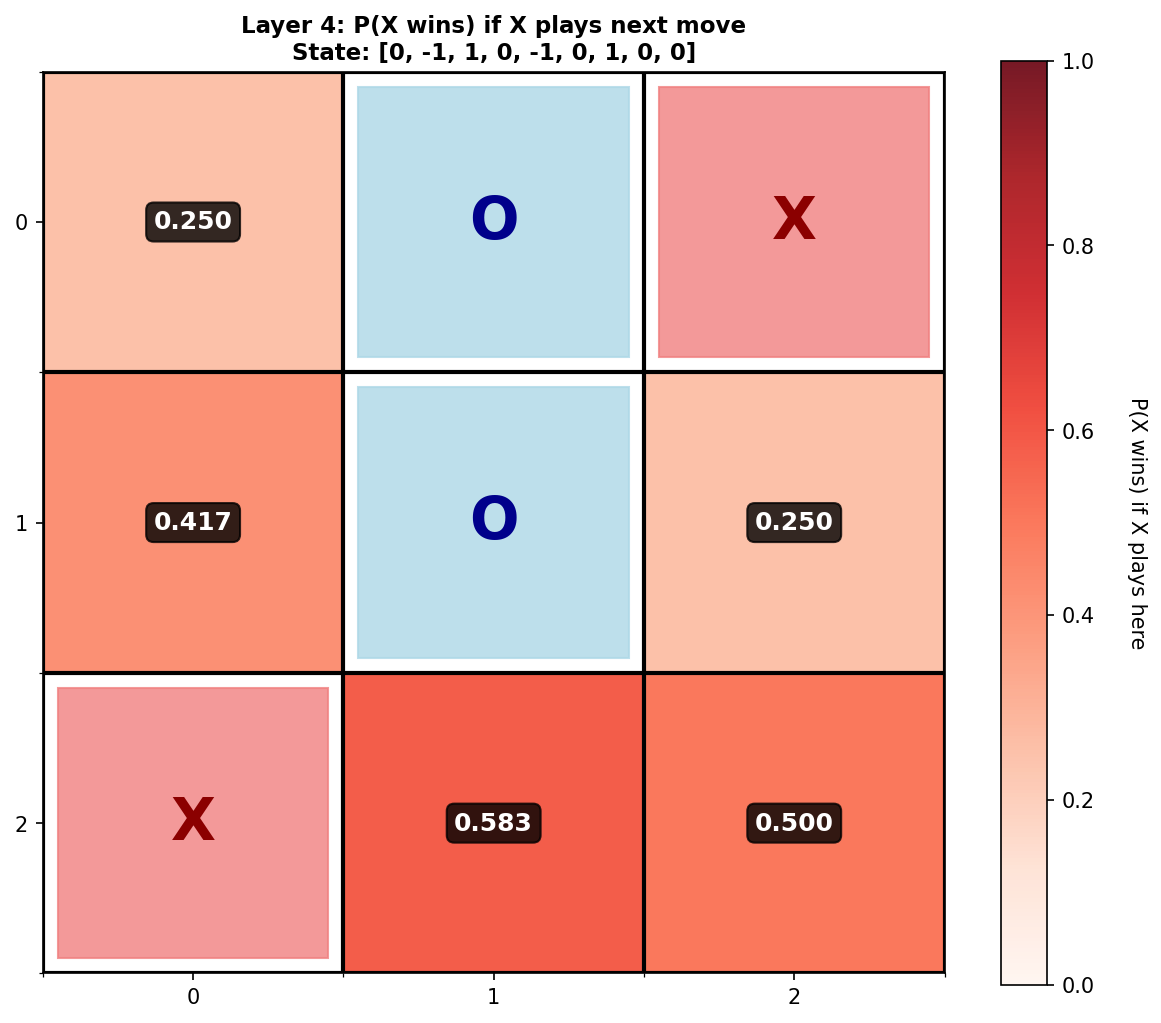 Layer 4: P(X wins) if X plays next move
State: [0, -1, 1, 0, -1, 0, 1, 0, 0]
0
0.250
O
X
1
0.417
O
0.250
2
X
0.583
0.500
0
1
2
1.0
0.8
0.6
0.4
0.2
0.0
P(X wins) if X plays here